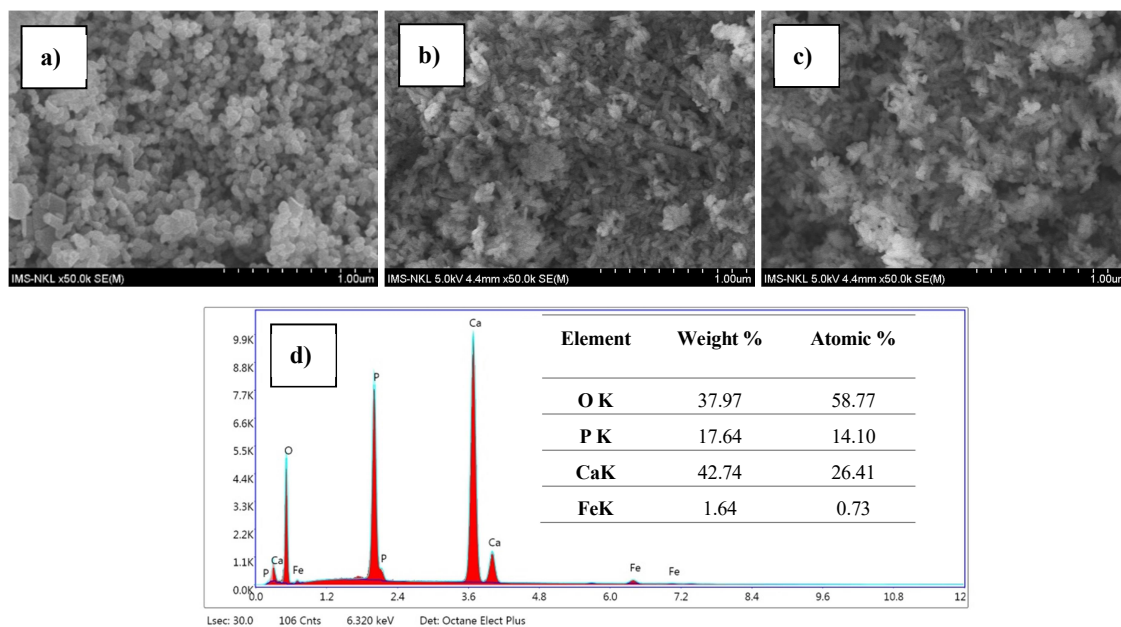 a)
b)
c)
IMS-NKL x50.0k SE(M) 1.00um
IMS-NKL 5.0kV 4.4mm x50.0k SE(M) 1.00um
IMS-NKL 5.0kV 4.4mm x50.0k SE(M) 1.00um
d)
9.9K
8.8K
7.7K
6.6K
5.5K
4.4K
3.3K
2.2K
1.1K
0.0K
P
Ca
O
Fe
P
P
Ca
Ca
Fe
Fe
0.0 1.2 2.4 3.6 4.8 6.0 7.2 8.4 9.6 10.8 12
Element Weight % Atomic %
O K 37.97 58.77
P K 17.64 14.10
CaK 42.74 26.41
FeK 1.64 0.73
Lsec: 30.0 106 Cnts 6.320 keV Det: Octane Elect Plus